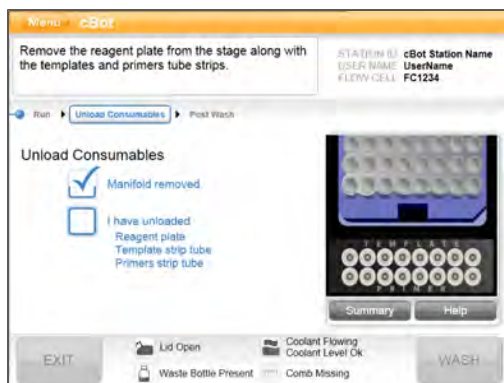 Menu cBot
Remove the reagent plate from the stage along with
the templates and primers tube strips.
STATION ID cBot Station Name
USER NAME UserName
FLOW CELL FC1234
Run Unload Consumables Post Wash
Unload Consumables
Manifold removed
I have unloaded
Reagent plate
Template strip tube
Primers strip tube
TEMPLATE
PRIMER
Summary Help
EXIT
Lid Open
Coolant Flowing
Coolant Level Ok
Waste Bottle Present
Comb Missing
WASH